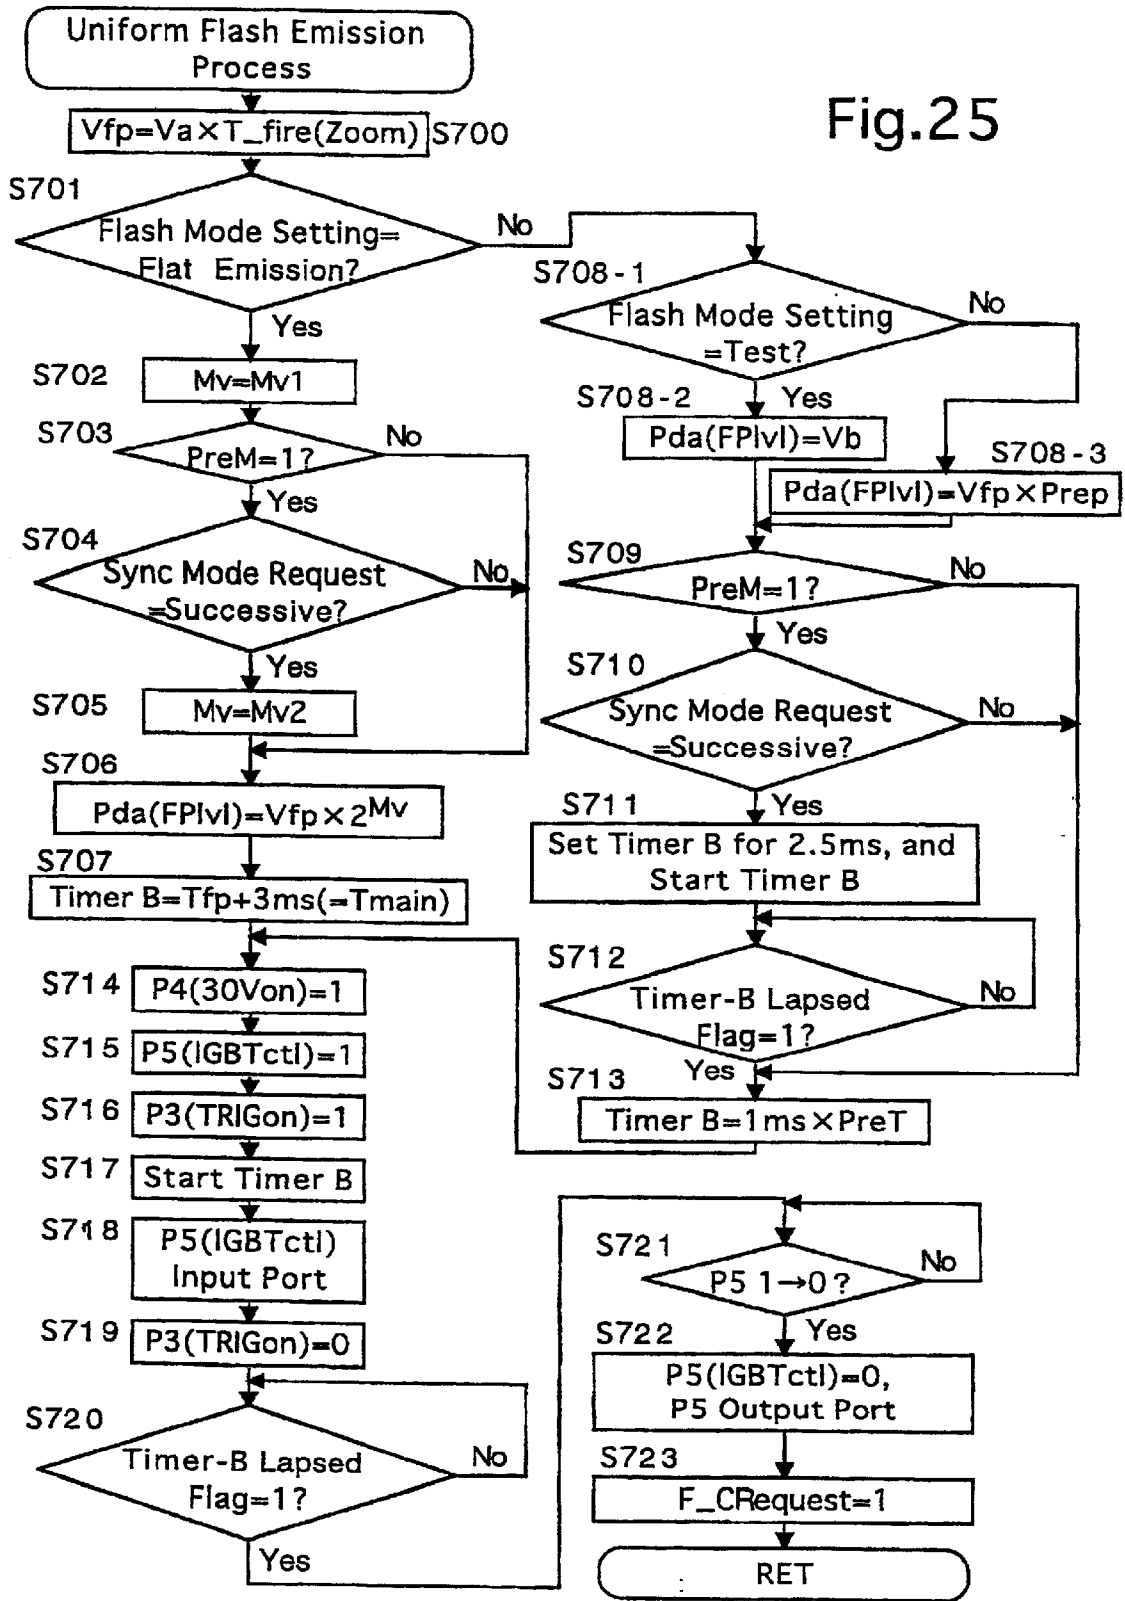 Uniform Flash Emission
Process
Fig.25
Vfp=Va×T_fire(Zoom)
S700
S701
Flash Mode Setting=
Flat Emission?
No
Yes
S702
Mv=Mv1
S703
PreM=1?
No
Yes
S704
Sync Mode Request
=Successive?
No
Yes
S705
Mv=Mv2
S706
Pda(FPlvl)=Vfp×2^Mv
S707
Timer B=Tfp+3ms(=Tmain)
S708-1
Flash Mode Setting
=Test?
No
Yes
S708-2
Pda(FPlvl)=Vb
S708-3
Pda(FPlvl)=Vfp×Prep
S709
PreM=1?
No
Yes
S710
Sync Mode Request
=Successive?
No
Yes
S711
Set Timer B for 2.5ms, and
Start Timer B
S712
Timer-B Lapsed
Flag=1?
No
Yes
S713
Timer B=1ms×PreT
S714
P4(30Von)=1
S715
P5(IGBTctl)=1
S716
P3(TRIGon)=1
S717
Start Timer B
S718
P5(IGBTctl)
Input Port
S719
P3(TRIGon)=0
S720
Timer-B Lapsed
Flag=1?
No
Yes
S721
P5 1→0?
No
Yes
S722
P5(IGBTctl)=0,
P5 Output Port
S723
F_CRequest=1
RET